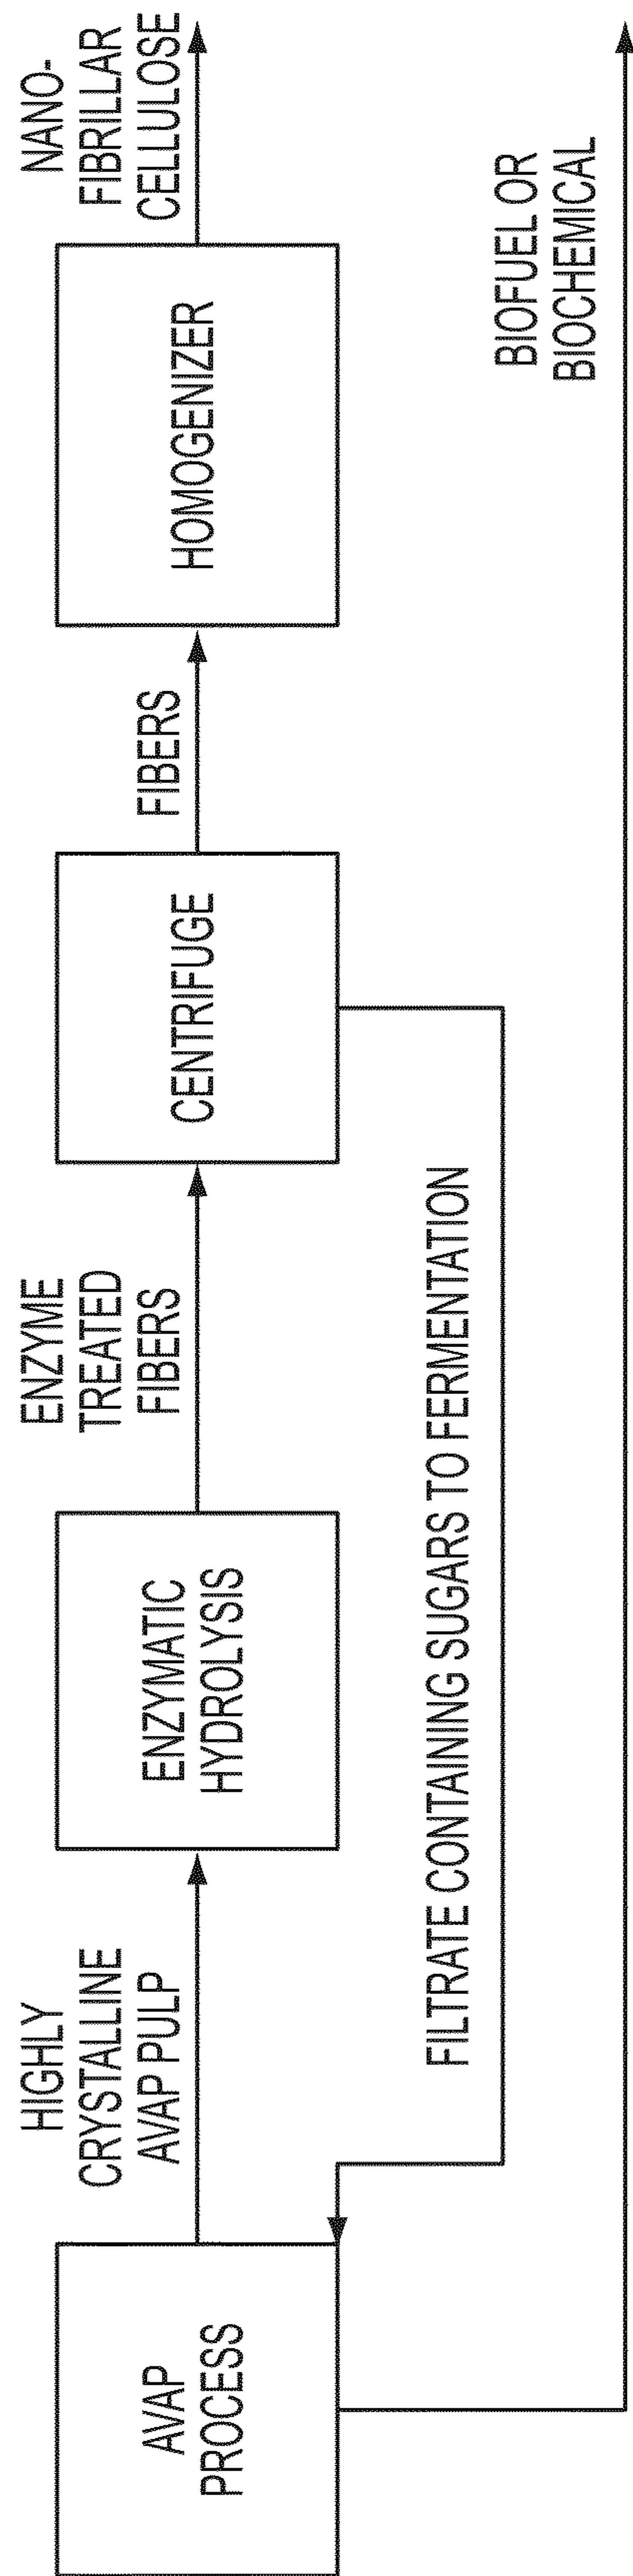 AVAP
PROCESS
HIGHLY
CRYSTALLINE
AVAP PULP
ENZYMATIC
HYDROLYSIS
ENZYME
TREATED
FIBERS
CENTRIFUGE
FIBERS
HOMOGENIZER
NANO-
FIBRILLAR
CELLULOSE
FILTRATE CONTAINING SUGARS TO FERMENTATION
BIOFUEL OR
BIOCHEMICAL